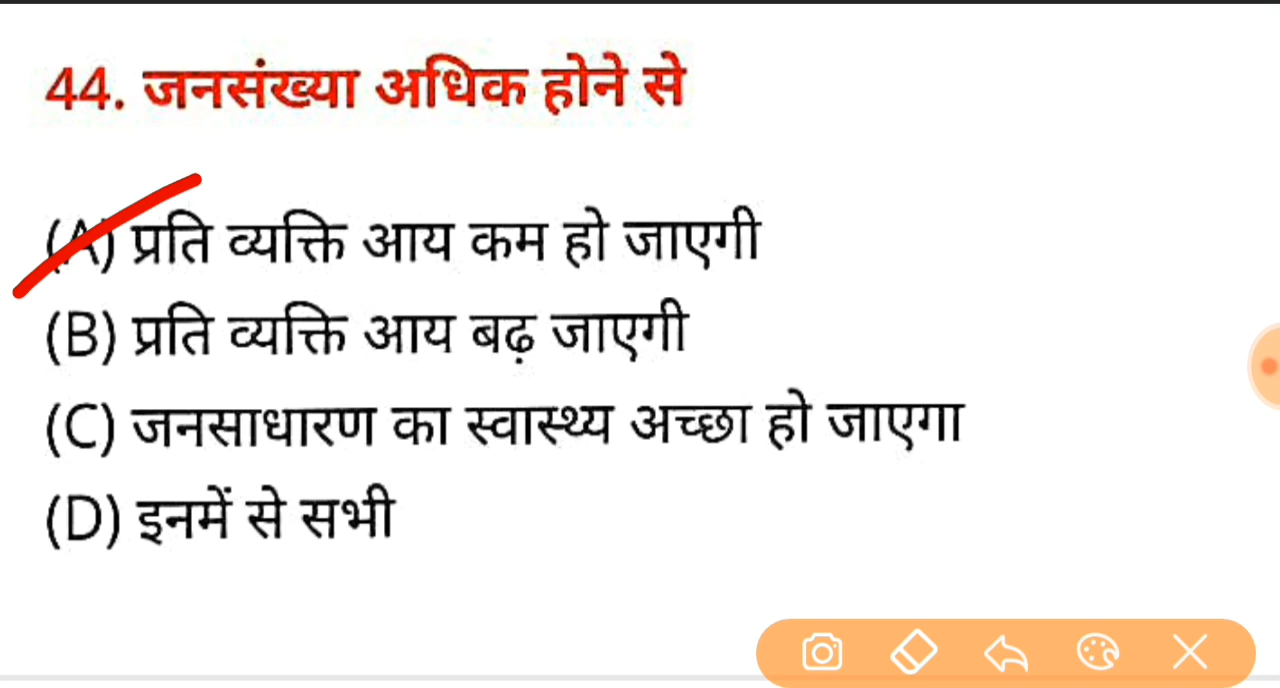 44. जनसंख्या अधिक होने से
(A) प्रति व्यक्ति आय कम हो जाएगी
(B) प्रति व्यक्ति आय बढ़ जाएगी
(C) जनसाधारण का स्वास्थ्य अच्छा हो जाएगा
(D) इनमें से सभी